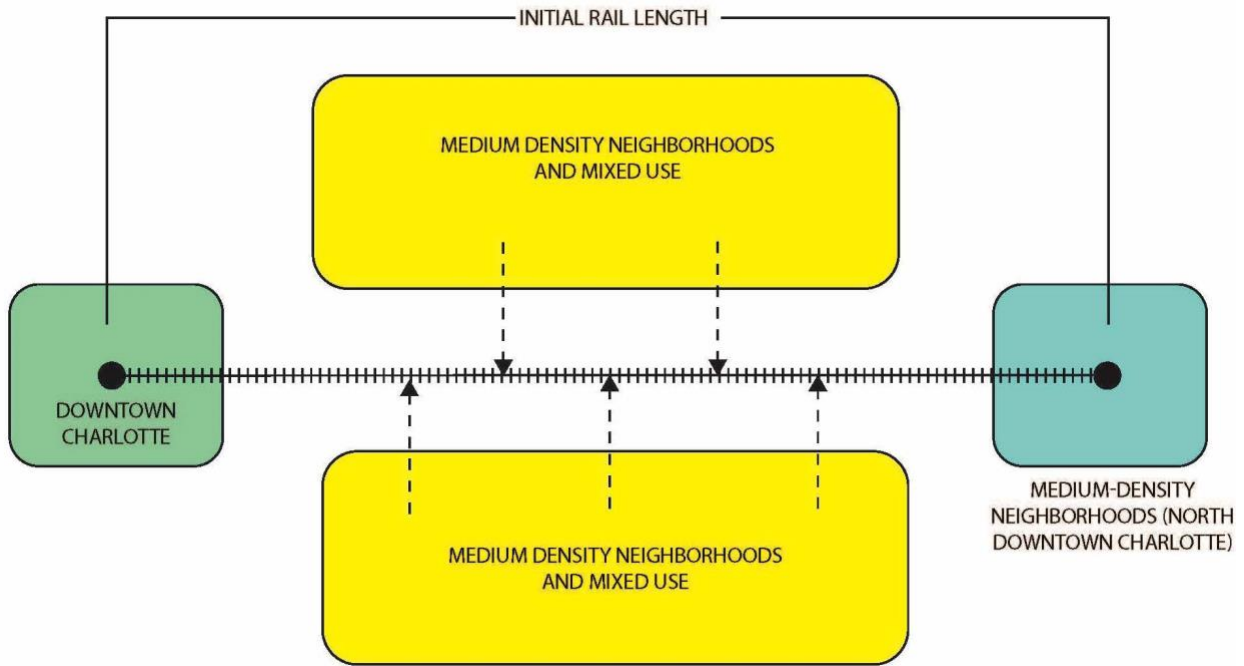 INITIAL RAIL LENGTH
MEDIUM DENSITY NEIGHBORHOODS
AND MIXED USE
DOWNTOWN
CHARLOTTE
MEDIUM-DENSITY
NEIGHBORHOODS (NORTH
DOWNTOWN CHARLOTTE)
MEDIUM DENSITY NEIGHBORHOODS
AND MIXED USE